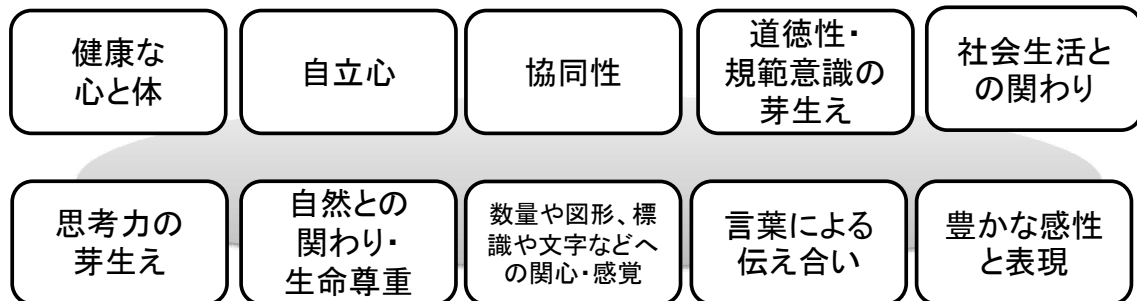 健康な
心と体
自立心
協同性
道徳性・
規範意識の
芽生え
社会生活と
の関わり
思考力の
芽生え
自然との
関わり・
生命尊重
数量や図形、標
識や文字などへ
の関心・感覚
言葉による
伝え合い
豊かな感性
と表現